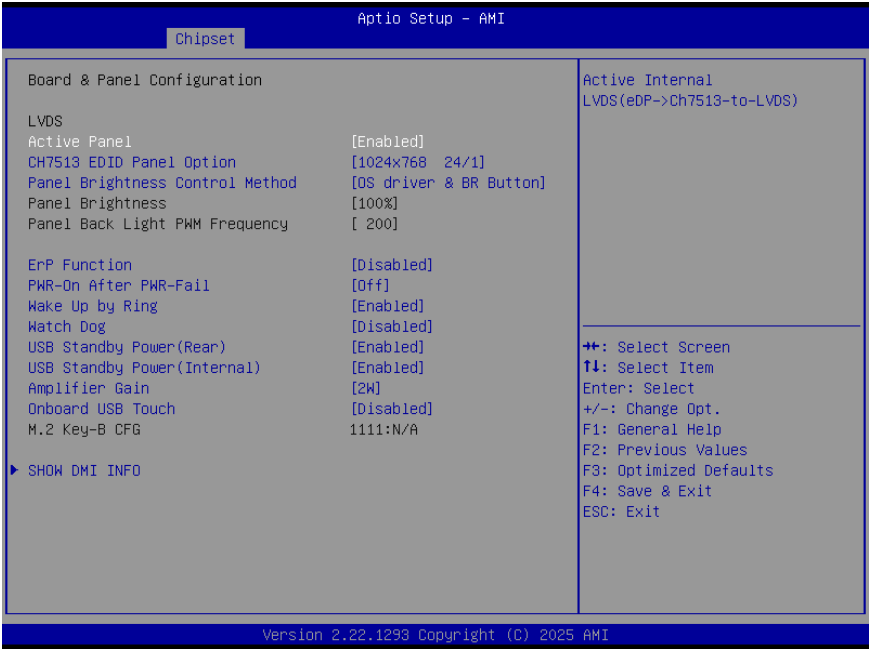 Aptio Setup – AMI
Chipset
Board & Panel Configuration
LVDS
Active Panel [Enabled]
CH7513 EDID Panel Option [1024x768  24/1]
Panel Brightness Control Method [OS driver & BR Button]
Panel Brightness [100%]
Panel Back Light PWM Frequency [ 200]
ErP Function [Disabled]
PWR-On After PWR-Fail [Off]
Wake Up by Ring [Enabled]
Watch Dog [Disabled]
USB Standby Power(Rear) [Enabled]
USB Standby Power(Internal) [Enabled]
Amplifier Gain [2W]
Onboard USB Touch [Disabled]
M.2 Key-B CFG 1111:N/A
SHOW DMI INFO
Active Internal
LVDS(eDP->Ch7513-to-LVDS)
→←: Select Screen
↑↓: Select Item
Enter: Select
+/-: Change Opt.
F1: General Help
F2: Previous Values
F3: Optimized Defaults
F4: Save & Exit
ESC: Exit
Version 2.22.1293 Copyright (C) 2025 AMI